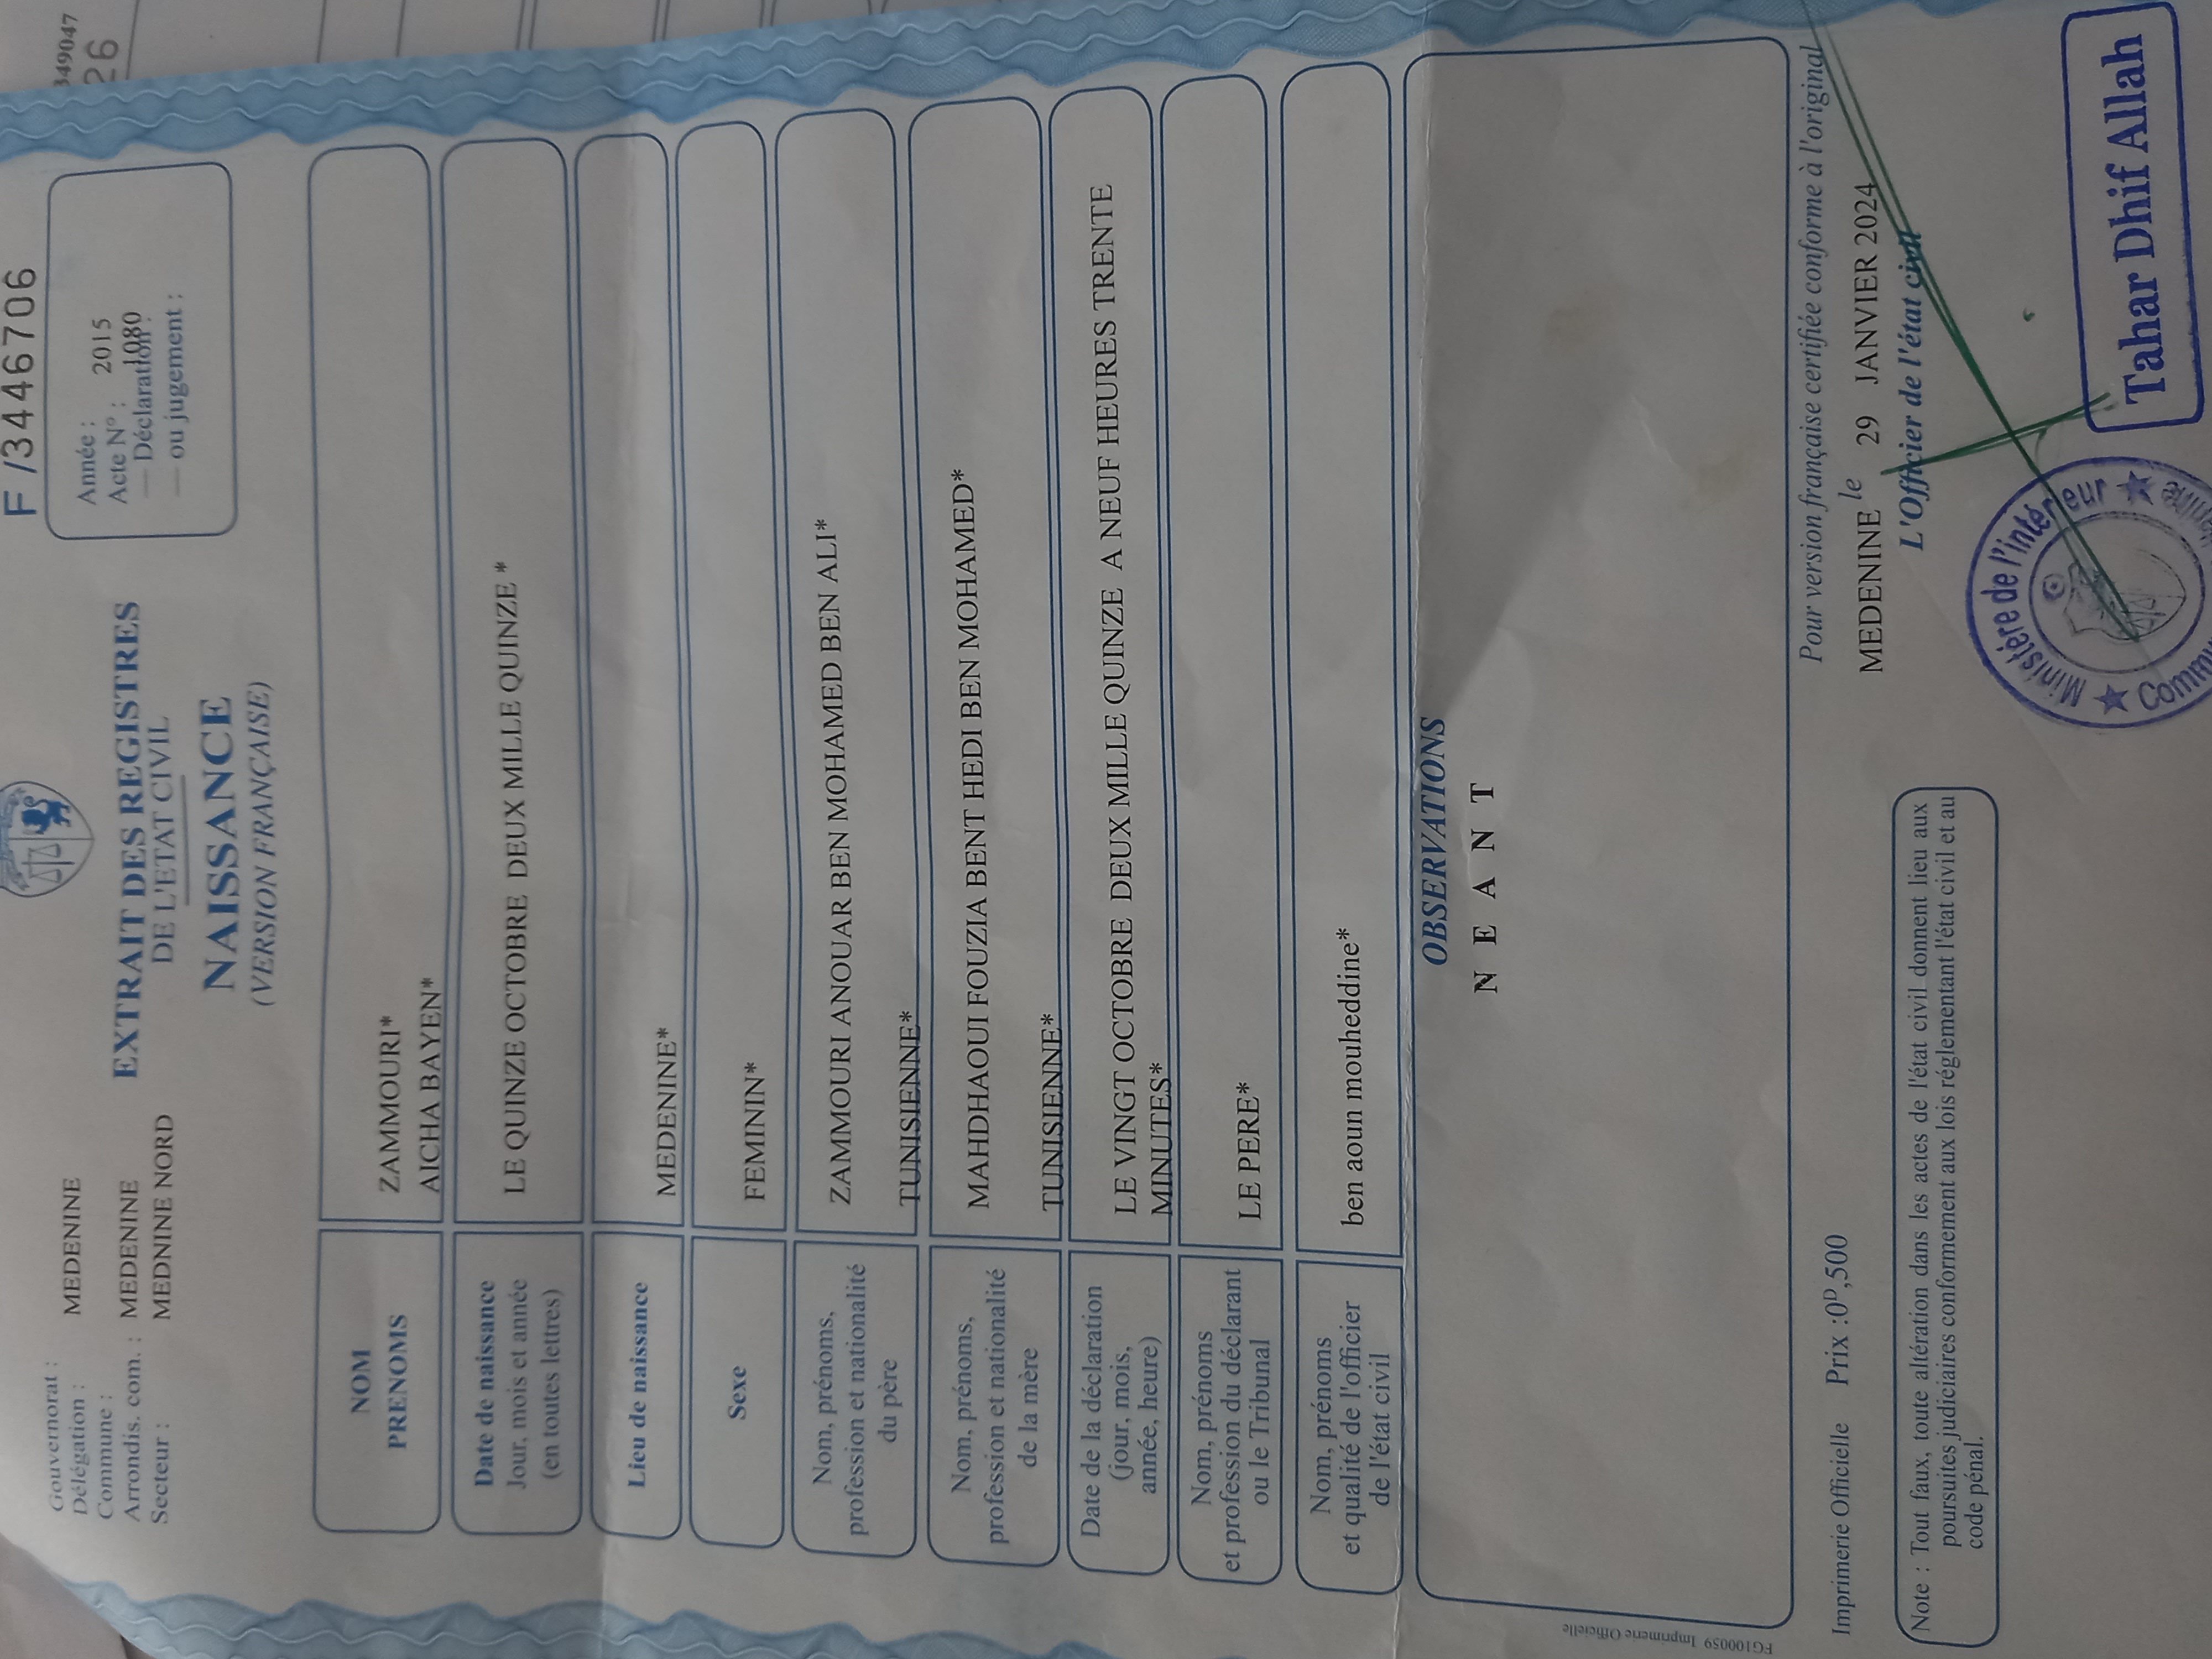 349047
26
F /3446706
Gouvernorat :
Délégation : MEDENINE
Commune :
Arrondis. com. : MEDENINE
Secteur : MEDNINE NORD
EXTRAIT DES REGISTRES
DE L'ETAT CIVIL
NAISSANCE
(VERSION FRANÇAISE)
Année : 2015
Acte N° : 1080
— Déclaration :
— ou jugement :
NOM
PRENOMS
ZAMMOURI*
AICHA BAYEN*
Date de naissance
Jour, mois et année
(en toutes lettres)
LE QUINZE OCTOBRE DEUX MILLE QUINZE *
Lieu de naissance
MEDENINE*
Sexe
FEMININ*
Nom, prénoms,
profession et nationalité
du père
ZAMMOURI ANOUAR BEN MOHAMED BEN ALI*
TUNISIENNE*
Nom, prénoms,
profession et nationalité
de la mère
MAHDHAOUI FOUZIA BENT HEDI BEN MOHAMED*
TUNISIENNE*
Date de la déclaration
(jour, mois,
année, heure)
LE VINGT OCTOBRE DEUX MILLE QUINZE A NEUF HEURES TRENTE
MINUTES*
Nom, prénoms
et profession du déclarant
ou le Tribunal
LE PERE*
Nom, prénoms
et qualité de l'officier
de l'état civil
ben aoun mouheddine*
OBSERVATIONS
N E A N T
FG100059 Imprimerie Officielle
Imprimerie Officielle Prix :0D,500
Pour version française certifiée conforme à l'original
MEDENINE le 29 JANVIER 2024
L'Officier de l'état civil
Note : Tout faux, toute altération dans les actes de l'état civil donnent lieu aux
poursuites judiciaires conformement aux lois réglementant l'état civil et au
code pénal.
Ministère de l'intérieur
Tahar Dhif Allah